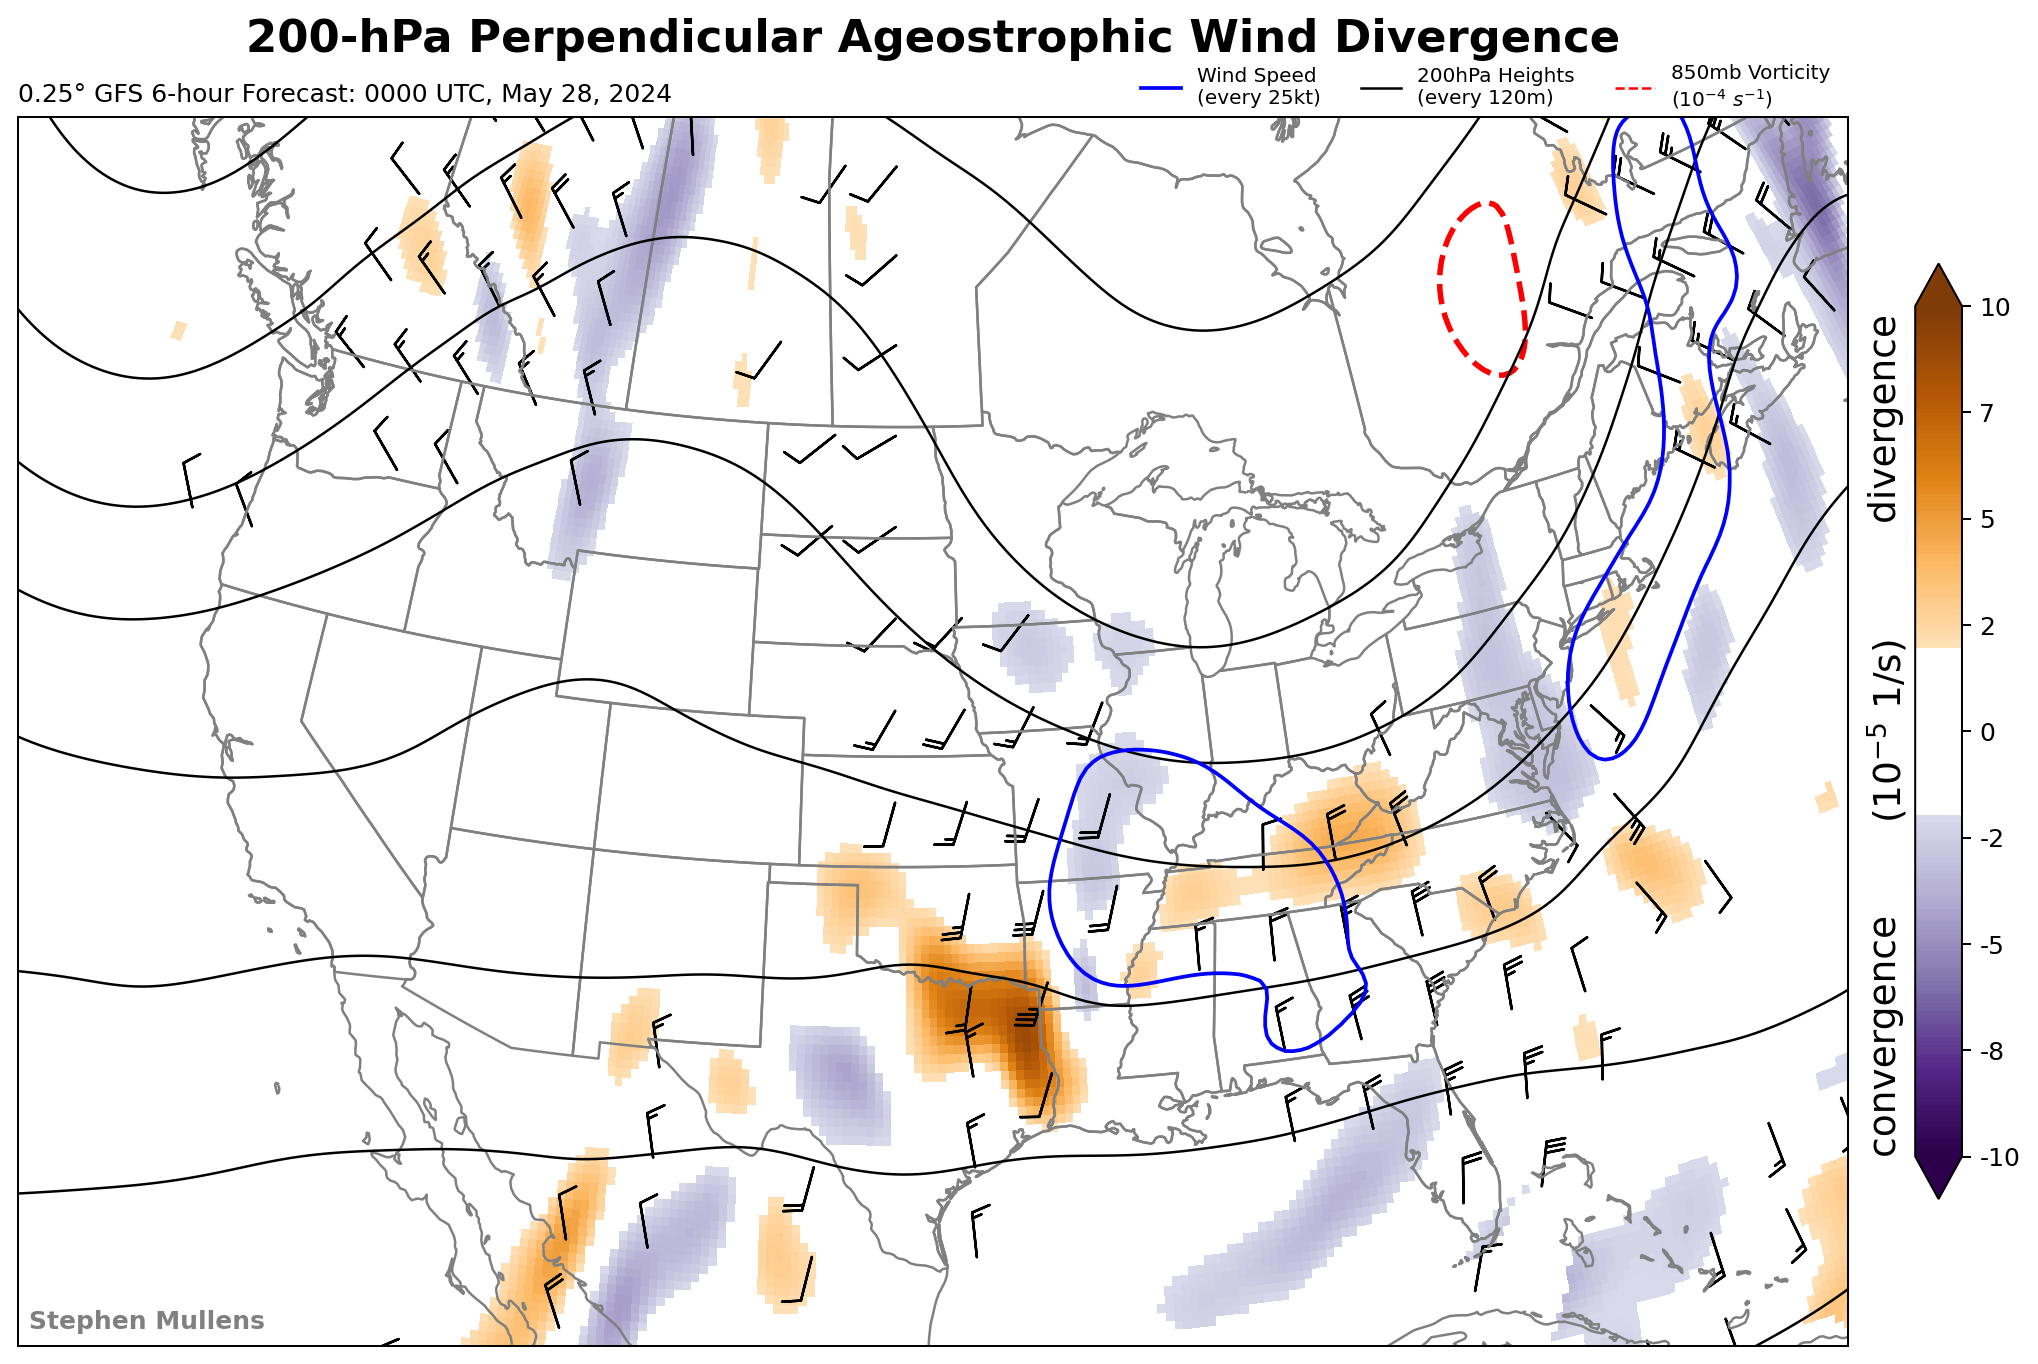 200-hPa Perpendicular Ageostrophic Wind Divergence
0.25° GFS 6-hour Forecast: 0000 UTC, May 28, 2024
Wind Speed
(every 25kt)
200hPa Heights
(every 120m)
850mb Vorticity
(10⁻⁴ s⁻¹)
10
7
5
2
0
-2
-5
-8
-10
convergence (10⁻⁵ 1/s) divergence
Stephen Mullens